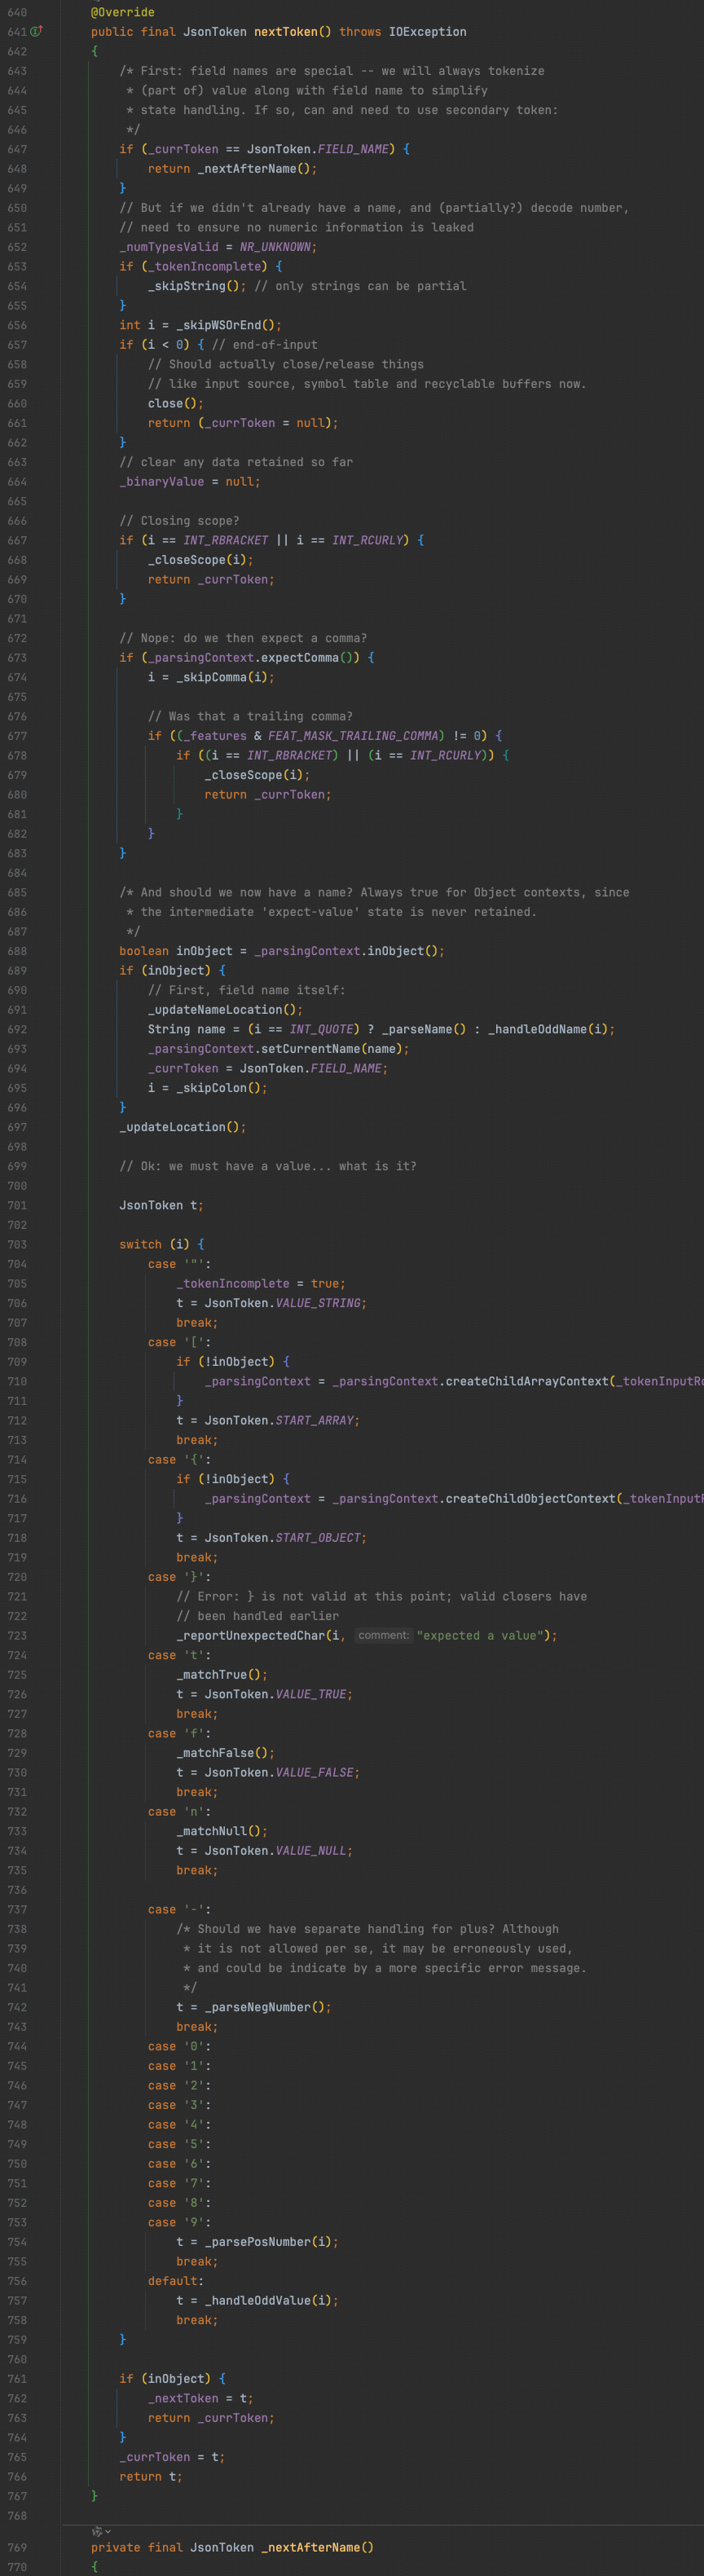 640 @Override
641 public final JsonToken nextToken() throws IOException
642 {
643 /* First: field names are special -- we will always tokenize
644 * (part of) value along with field name to simplify
645 * state handling. If so, can and need to use secondary token:
646 */
647 if (_currToken == JsonToken.FIELD_NAME) {
648 return _nextAfterName();
649 }
650 // But if we didn't already have a name, and (partially?) decode number,
651 // need to ensure no numeric information is leaked
652 _numTypesValid = NR_UNKNOWN;
653 if (_tokenIncomplete) {
654 _skipString(); // only strings can be partial
655 }
656 int i = _skipWSOrEnd();
657 if (i < 0) { // end-of-input
658 // Should actually close/release things
659 // like input source, symbol table and recyclable buffers now.
660 close();
661 return (_currToken = null);
662 }
663 // clear any data retained so far
664 _binaryValue = null;
665
666 // Closing scope?
667 if (i == INT_RBRACKET || i == INT_RCURLY) {
668 _closeScope(i);
669 return _currToken;
670 }
671
672 // Nope: do we then expect a comma?
673 if (_parsingContext.expectComma()) {
674 i = _skipComma(i);
675
676 // Was that a trailing comma?
677 if ((_features & FEAT_MASK_TRAILING_COMMA) != 0) {
678 if ((i == INT_RBRACKET) || (i == INT_RCURLY)) {
679 _closeScope(i);
680 return _currToken;
681 }
682 }
683 }
684
685 /* And should we now have a name? Always true for Object contexts, since
686 * the intermediate 'expect-value' state is never retained.
687 */
688 boolean inObject = _parsingContext.inObject();
689 if (inObject) {
690 // First, field name itself:
691 _updateNameLocation();
692 String name = (i == INT_QUOTE) ? _parseName() : _handleOddName(i);
693 _parsingContext.setCurrentName(name);
694 _currToken = JsonToken.FIELD_NAME;
695 i = _skipColon();
696 }
697 _updateLocation();
698
699 // Ok: we must have a value... what is it?
700
701 JsonToken t;
702
703 switch (i) {
704 case '"':
705 _tokenIncomplete = true;
706 t = JsonToken.VALUE_STRING;
707 break;
708 case '[':
709 if (!inObject) {
710 _parsingContext = _parsingContext.createChildArrayContext(_tokenInputRo
711 }
712 t = JsonToken.START_ARRAY;
713 break;
714 case '{':
715 if (!inObject) {
716 _parsingContext = _parsingContext.createChildObjectContext(_tokenInputR
717 }
718 t = JsonToken.START_OBJECT;
719 break;
720 case '}':
721 // Error: } is not valid at this point; valid closers have
722 // been handled earlier
723 _reportUnexpectedChar(i, comment: "expected a value");
724 case 't':
725 _matchTrue();
726 t = JsonToken.VALUE_TRUE;
727 break;
728 case 'f':
729 _matchFalse();
730 t = JsonToken.VALUE_FALSE;
731 break;
732 case 'n':
733 _matchNull();
734 t = JsonToken.VALUE_NULL;
735 break;
736
737 case '-':
738 /* Should we have separate handling for plus? Although
739 * it is not allowed per se, it may be erroneously used,
740 * and could be indicate by a more specific error message.
741 */
742 t = _parseNegNumber();
743 break;
744 case '0':
745 case '1':
746 case '2':
747 case '3':
748 case '4':
749 case '5':
750 case '6':
751 case '7':
752 case '8':
753 case '9':
754 t = _parsePosNumber(i);
755 break;
756 default:
757 t = _handleOddValue(i);
758 break;
759 }
760
761 if (inObject) {
762 _nextToken = t;
763 return _currToken;
764 }
765 _currToken = t;
766 return t;
767 }
768
769 private final JsonToken _nextAfterName()
770 {